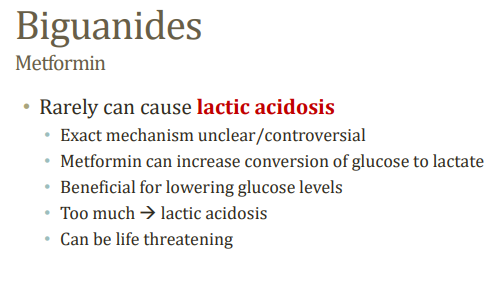 Biguanides
Metformin
• Rarely can cause lactic acidosis
• Exact mechanism unclear/controversial
• Metformin can increase conversion of glucose to lactate
• Beneficial for lowering glucose levels
• Too much → lactic acidosis
• Can be life threatening